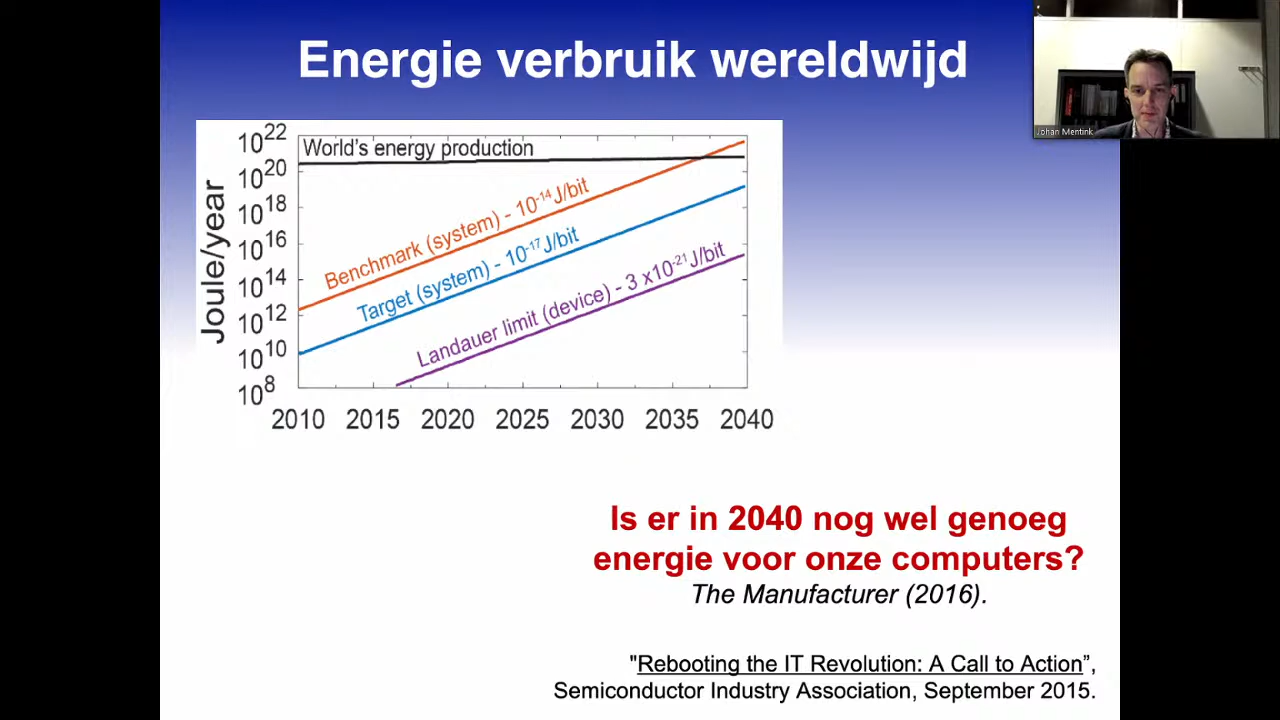 Energie verbruik wereldwijd
Johan Mentink
10²²
10²⁰
10¹⁸
10¹⁶
10¹⁴
10¹²
10¹⁰
10⁸
Joule/year
World's energy production
Benchmark (system) - 10⁻¹⁴ J/bit
Target (system) - 10⁻¹⁷ J/bit
Landauer limit (device) - 3 x10⁻²¹ J/bit
2010 2015 2020 2025 2030 2035 2040
Is er in 2040 nog wel genoeg
energie voor onze computers?
The Manufacturer (2016).
"Rebooting the IT Revolution: A Call to Action”,
Semiconductor Industry Association, September 2015.